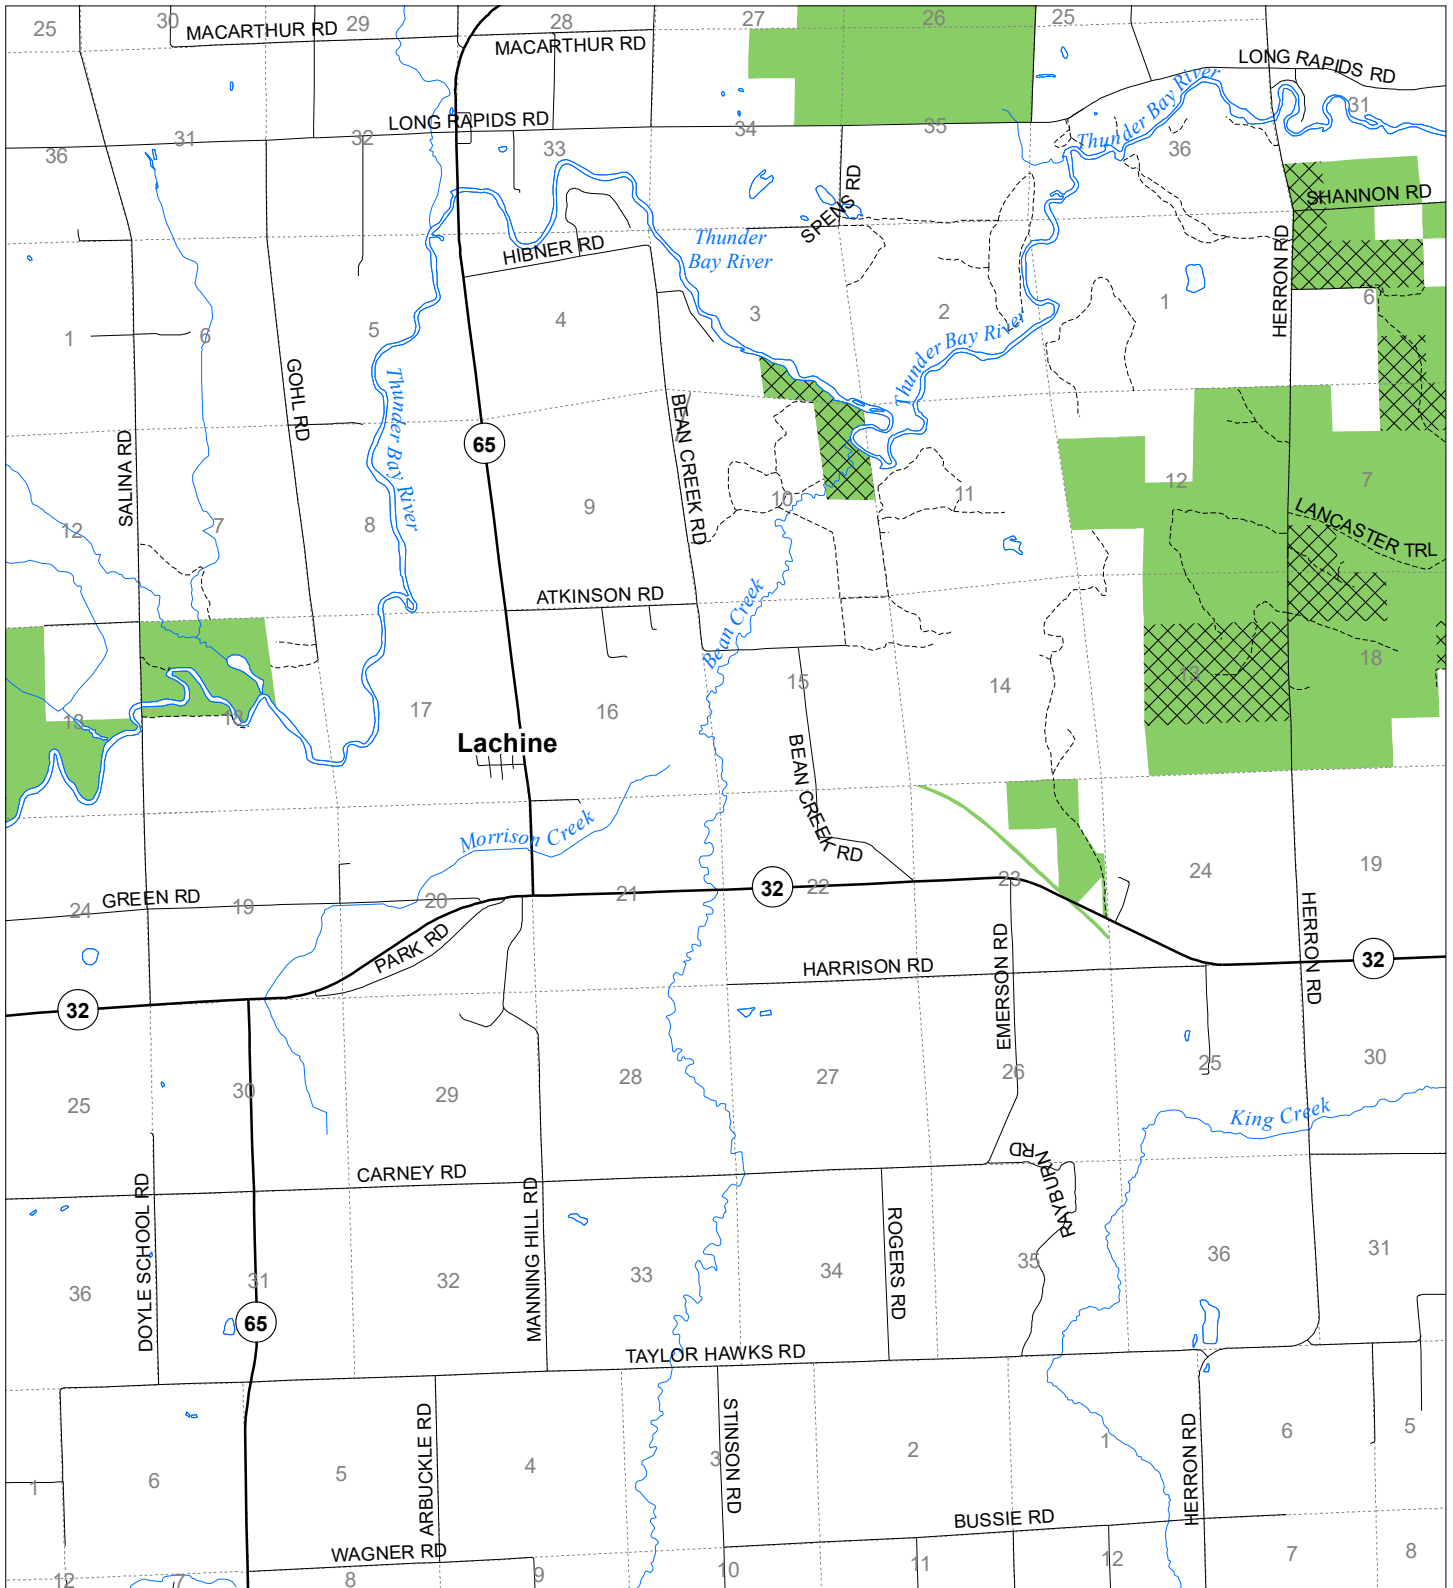 25
30
29
28
27
26
25
MACARTHUR RD
MACARTHUR RD
LONG RAPIDS RD
Thunder Bay River
31
LONG RAPIDS RD
36
31
32
33
34
35
Thunder Bay River
36
SPENS RD
SHANNON RD
HIBNER RD
Thunder
Bay River
HERRON RD
1
6
5
4
3
2
1
6
Thunder Bay River
GOHL RD
Thunder Bay River
BEAN CREEK RD
SALINA RD
65
12
7
8
9
10
11
12
7
LANCASTER TRL
ATKINSON RD
Bean Creek
13
18
17
16
15
14
13
18
Lachine
BEAN CREEK RD
Morrison Creek
GREEN RD
24
19
20
21
32
22
23
24
19
PARK RD
HARRISON RD
EMERSON RD
HERRON RD
32
32
25
30
29
28
27
26
25
30
King Creek
CARNEY RD
RAYBURN RD
DOYLE SCHOOL RD
MANNING HILL RD
ROGERS RD
36
31
32
33
34
35
36
31
65
TAYLOR HAWKS RD
ARBUCKLE RD
STINSON RD
HERRON RD
1
6
5
4
3
2
1
6
5
BUSSIE RD
WAGNER RD
12
7
8
9
10
11
12
7
8